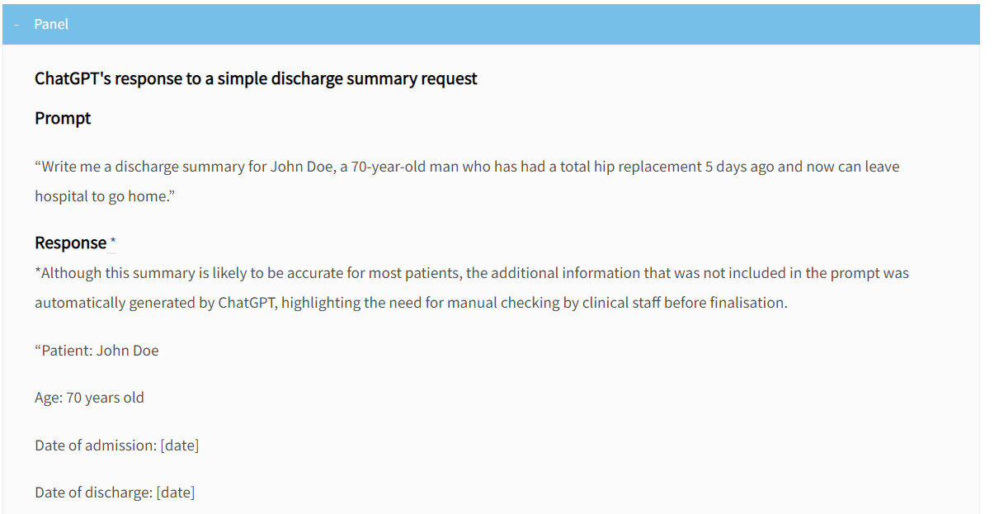 - Panel
ChatGPT's response to a simple discharge summary request
Prompt
“Write me a discharge summary for John Doe, a 70-year-old man who has had a total hip replacement 5 days ago and now can leave
hospital to go home.”
Response *
*Although this summary is likely to be accurate for most patients, the additional information that was not included in the prompt was
automatically generated by ChatGPT, highlighting the need for manual checking by clinical staff before finalisation.
“Patient: John Doe
Age: 70 years old
Date of admission: [date]
Date of discharge: [date]